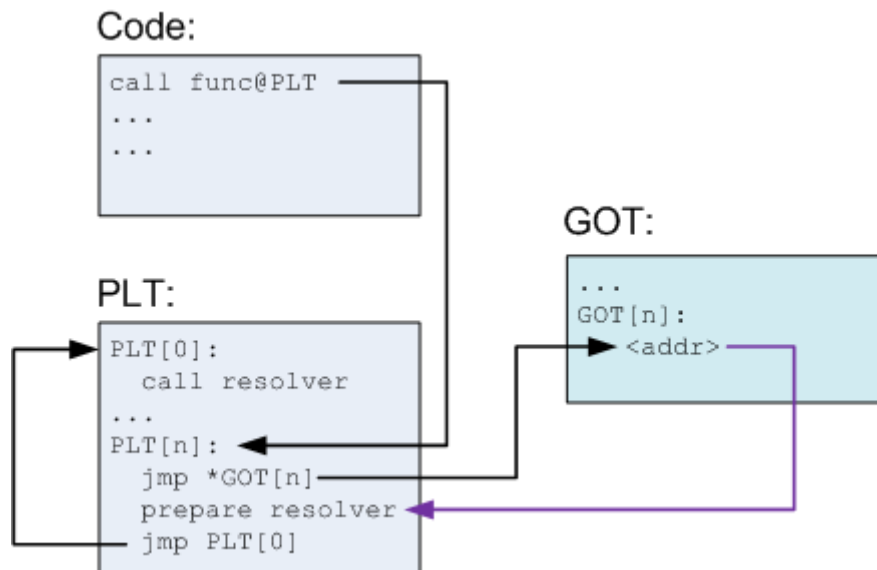 Code:
call func@PLT
...
...
GOT:
...
GOT[n]:
<addr>
PLT:
PLT[0]:
call resolver
...
PLT[n]:
jmp *GOT[n]
prepare resolver
jmp PLT[0]